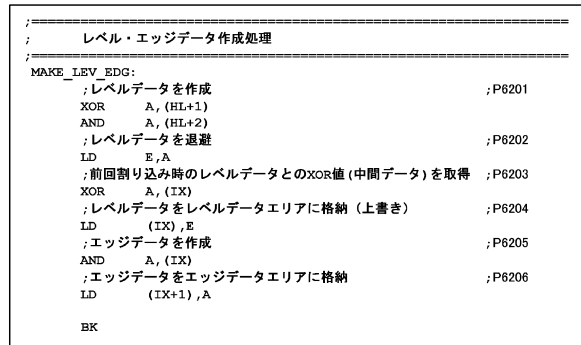 ;==============================================================
;       レベル・エッジデータ作成処理
;==============================================================
MAKE_LEV_EDG:
        ;レベルデータを作成                                ;P6201
        XOR     A,(HL+1)
        AND     A,(HL+2)
        ;レベルデータを退避                                ;P6202
        LD      E,A
        ;前回割り込み時のレベルデータとのXOR値(中間データ)を取得  ;P6203
        XOR     A,(IX)
        ;レベルデータをレベルデータエリアに格納（上書き）        ;P6204
        LD      (IX),E
        ;エッジデータを作成                                ;P6205
        AND     A,(IX)
        ;エッジデータをエッジデータエリアに格納                ;P6206
        LD      (IX+1),A
        BK